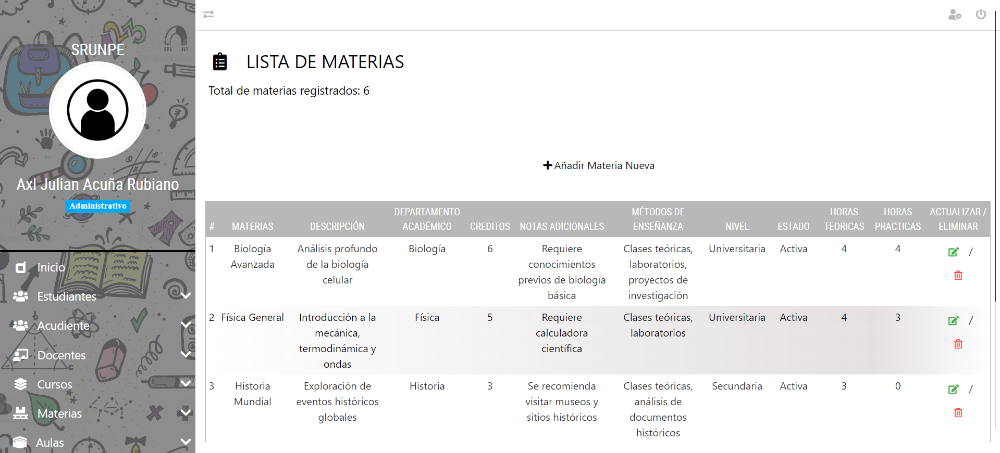 SRUNPE
Axl Julian Acuña Rubiano
Administrativo
Inicio
Estudiantes
Acudiente
Docentes
Cursos
Materias
Aulas
LISTA DE MATERIAS
Total de materias registrados: 6
Añadir Materia Nueva
# MATERIAS DESCRIPCIÓN DEPARTAMENTO ACADÉMICO CREDITOS NOTAS ADICIONALES MÉTODOS DE ENSEÑANZA NIVEL ESTADO HORAS TEORICAS HORAS PRACTICAS ACTUALIZAR / ELIMINAR
1 Biología Avanzada Análisis profundo de la biología celular Biología 6 Requiere conocimientos previos de biología básica Clases teóricas, laboratorios, proyectos de investigación Universitaria Activa 4 4 /
2 Física General Introducción a la mecánica, termodinámica y ondas Física 5 Requiere calculadora científica Clases teóricas, laboratorios Universitaria Activa 4 3 /
3 Historia Mundial Exploración de eventos históricos globales Historia 3 Se recomienda visitar museos y sitios históricos Clases teóricas, análisis de documentos históricos Secundaria Activa 3 0 /